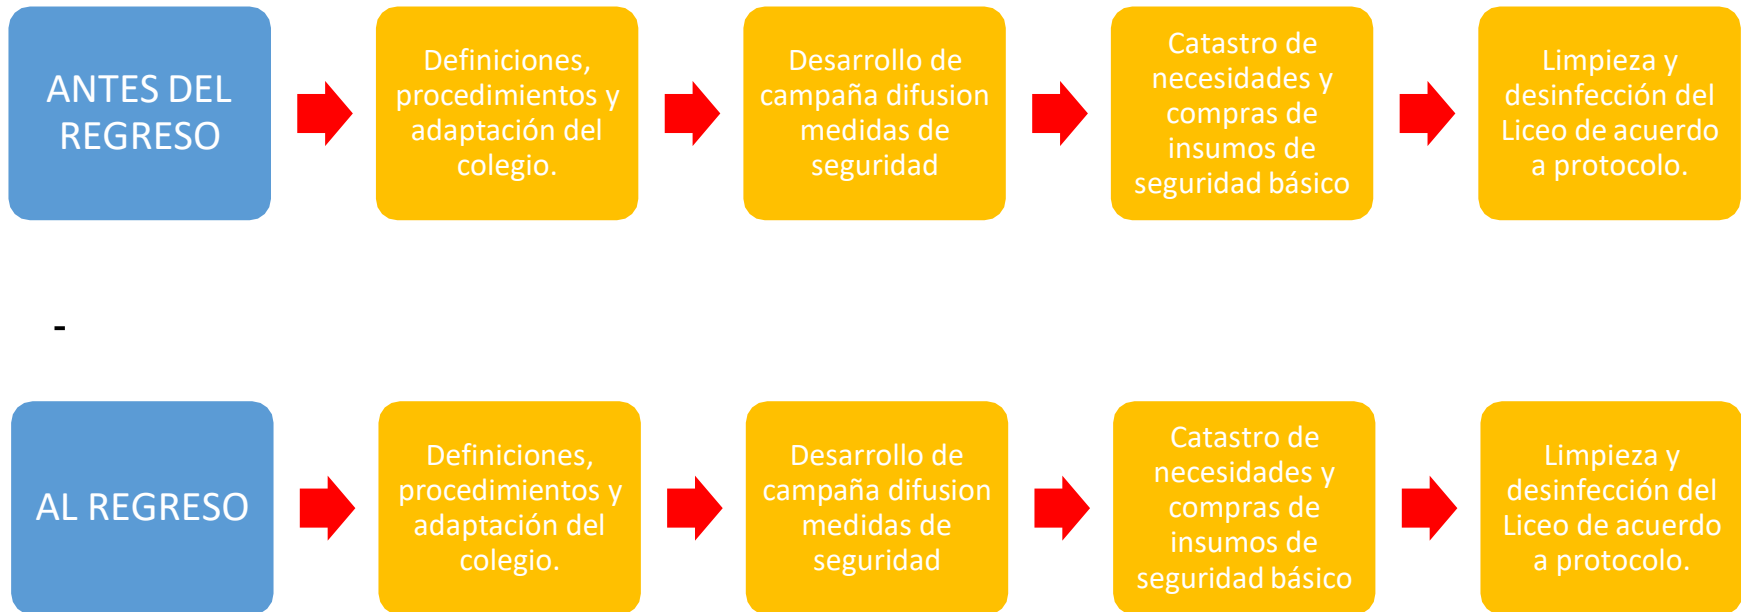 ANTES DEL
REGRESO
Definiciones,
procedimientos y
adaptación del
colegio.
Desarrollo de
campaña difusion
medidas de
seguridad
Catastro de
necesidades y
compras de
insumos de
seguridad básico
Limpieza y
desinfección del
Liceo de acuerdo
a protocolo.
-
AL REGRESO
Definiciones,
procedimientos y
adaptación del
colegio.
Desarrollo de
campaña difusion
medidas de
seguridad
Catastro de
necesidades y
compras de
insumos de
seguridad básico
Limpieza y
desinfección del
Liceo de acuerdo
a protocolo.